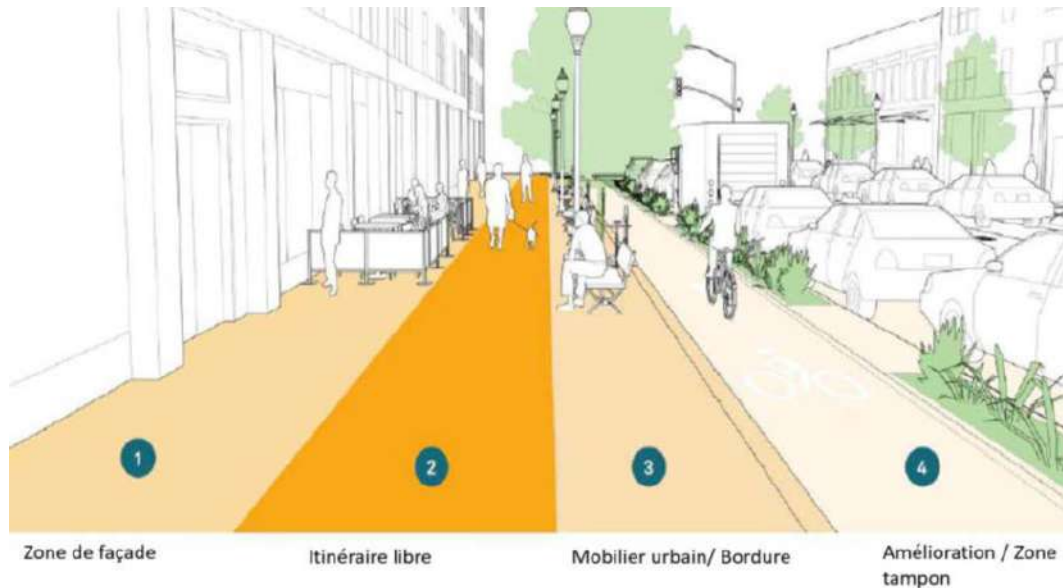 1
2
3
4
Zone de façade
Itinéraire libre
Mobilier urbain/ Bordure
Amélioration / Zone
tampon